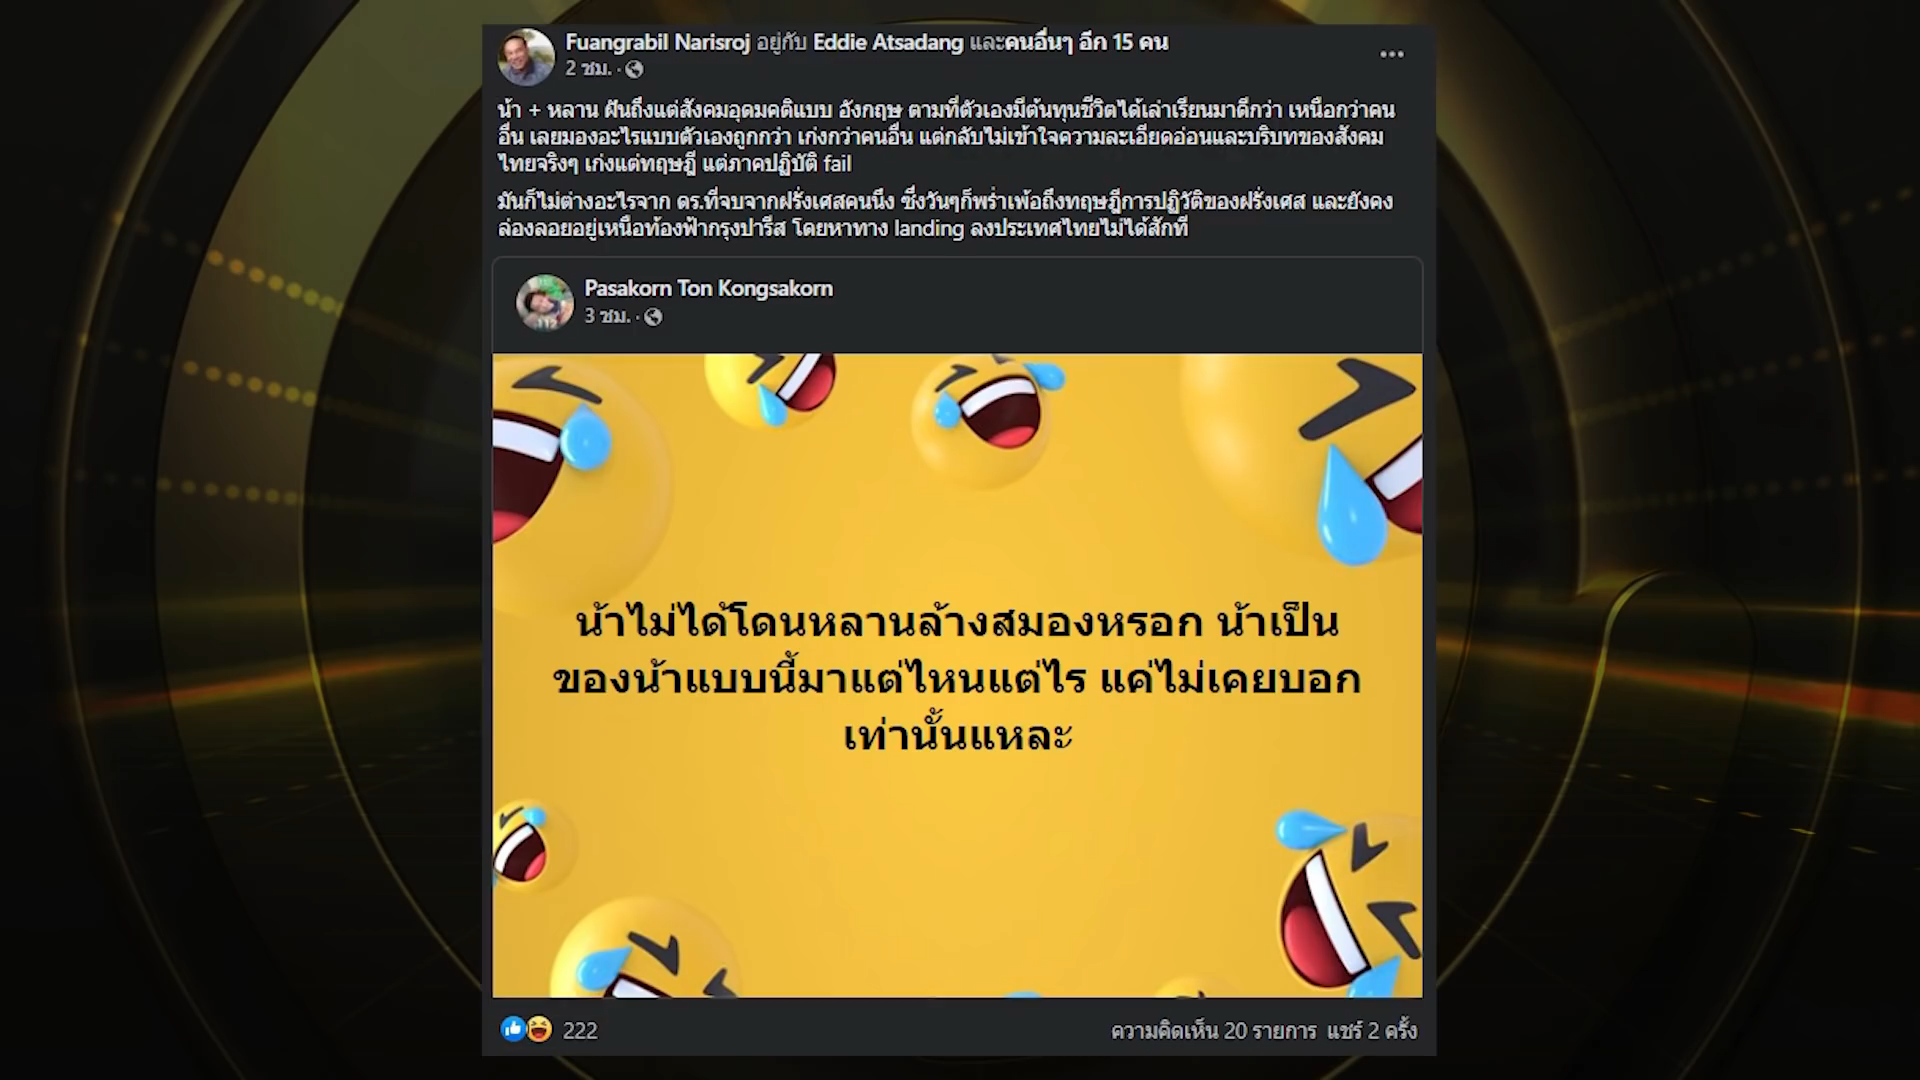 Fuangrabil Narisroj อยู่กับ Eddie Atsadang และคนอื่นๆ อีก 15 คน
2 ชม. ·
น้า + หลาน ฝันถึงแต่สังคมอุดมคติแบบ อังกฤษ ตามที่ตัวเองมีต้นทุนชีวิตได้เล่าเรียนมาดีกว่า เหนือกว่าคน
อื่น เลยมองอะไรแบบตัวเองถูกกว่า เก่งกว่าคนอื่น แต่กลับไม่เข้าใจความละเอียดอ่อนและบริบทของสังคม
ไทยจริงๆ เก่งแต่ทฤษฎี แต่ภาคปฏิบัติ fail
มันก็ไม่ต่างอะไรจาก ดร.ที่จบจากฝรั่งเศสคนนึง ซึ่งวันๆก็พร่ำเพ้อถึงทฤษฎีการปฏิวัติของฝรั่งเศส และยังคง
ล่องลอยอยู่เหนือท้องฟ้ากรุงปารีส โดยหาทาง landing ลงประเทศไทยไม่ได้สักที
Pasakorn Ton Kongsakorn
3 ชม. ·
น้าไม่ได้โดนหลานล้างสมองหรอก น้าเป็น
ของน้าแบบนี้มาแต่ไหนแต่ไร แค่ไม่เคยบอก
เท่านั้นแหละ
222
ความคิดเห็น 20 รายการ แชร์ 2 ครั้ง